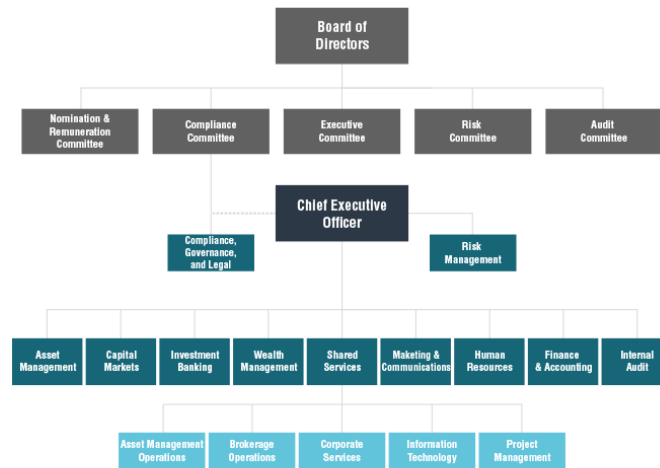 Board of
Directors
Nomination &
Remuneration
Committee
Compliance
Committee
Executive
Committee
Risk
Committee
Audit
Committee
Chief Executive
Officer
Compliance,
Governance,
and Legal
Risk
Management
Asset
Management
Capital
Markets
Investment
Banking
Wealth
Management
Shared
Services
Maketing &
Communications
Human
Resources
Finance
& Accounting
Internal
Audit
Asset Management
Operations
Brokerage
Operations
Corporate
Services
Information
Technology
Project
Management